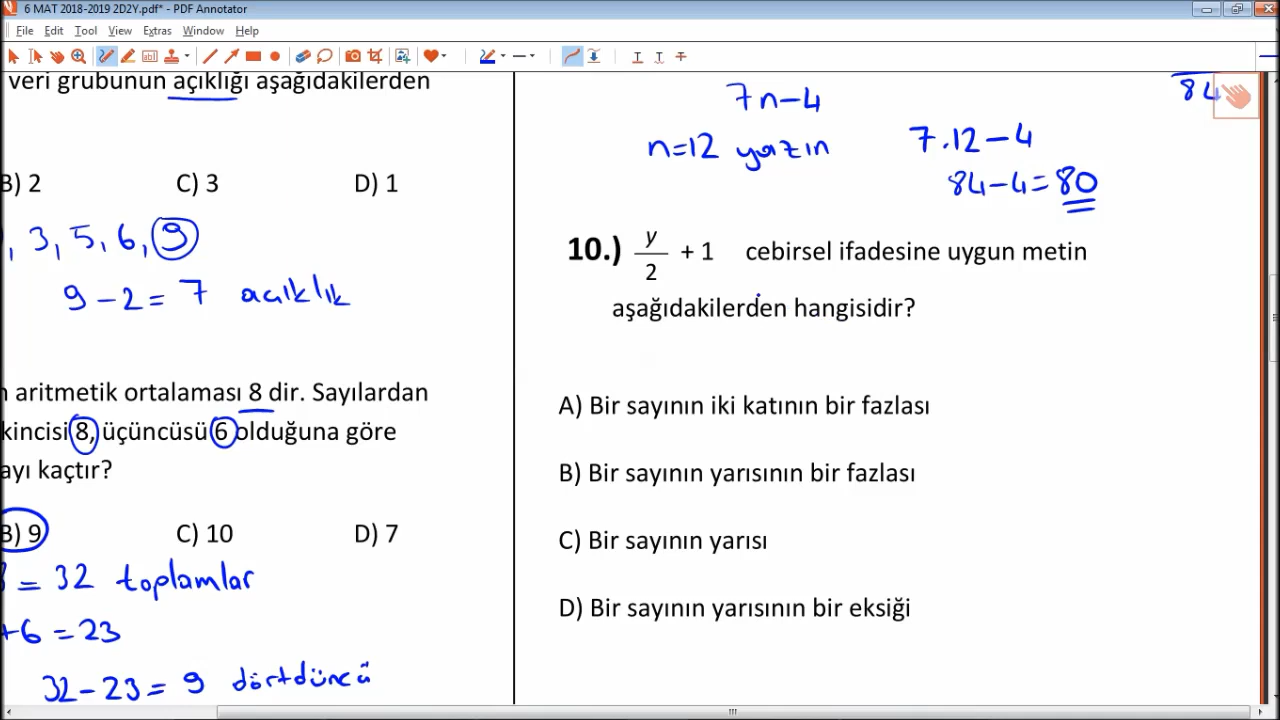 6 MAT 2018-2019 2D2Y.pdf* - PDF Annotator
File Edit Tool View Extras Window Help
veri grubunun açıklığı aşağıdakilerden
B) 2 C) 3 D) 1
, 3, 5, 6, 9
9 - 2 = 7 açıklık
aritmetik ortalaması 8 dir. Sayılardan
kincisi 8, üçüncüsü 6 olduğuna göre
ayı kaçtır?
B) 9 C) 10 D) 7
= 32 toplamlar
+6 = 23
32 - 23 = 9 dörtdüncü
84
7n-4
n=12 yazın
7.12-4
84-4=80
10.) y/2 + 1 cebirsel ifadesine uygun metin
aşağıdakilerden hangisidir?
A) Bir sayının iki katının bir fazlası
B) Bir sayının yarısının bir fazlası
C) Bir sayının yarısı
D) Bir sayının yarısının bir eksiği